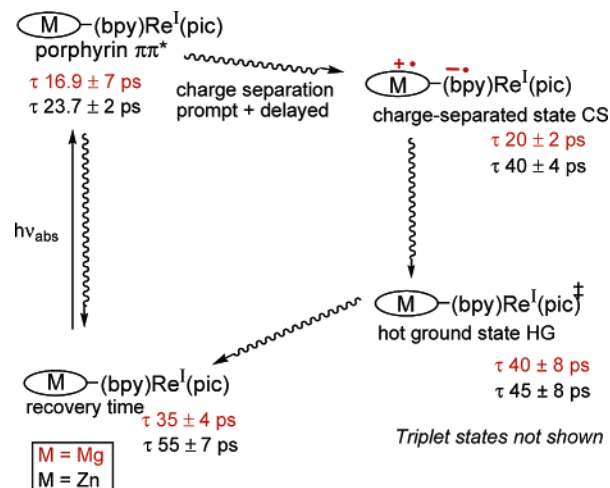 M –(bpy)Re^I(pic)
porphyrin ππ*
τ 16.9 ± 7 ps
τ 23.7 ± 2 ps
charge separation
prompt + delayed
+• –•
M –(bpy)Re^I(pic)
charge-separated state CS
τ 20 ± 2 ps
τ 40 ± 4 ps
hν_abs
M –(bpy)Re^I(pic)‡
hot ground state HG
τ 40 ± 8 ps
τ 45 ± 8 ps
M –(bpy)Re^I(pic)
recovery time
τ 35 ± 4 ps
τ 55 ± 7 ps
M = Mg
M = Zn
Triplet states not shown